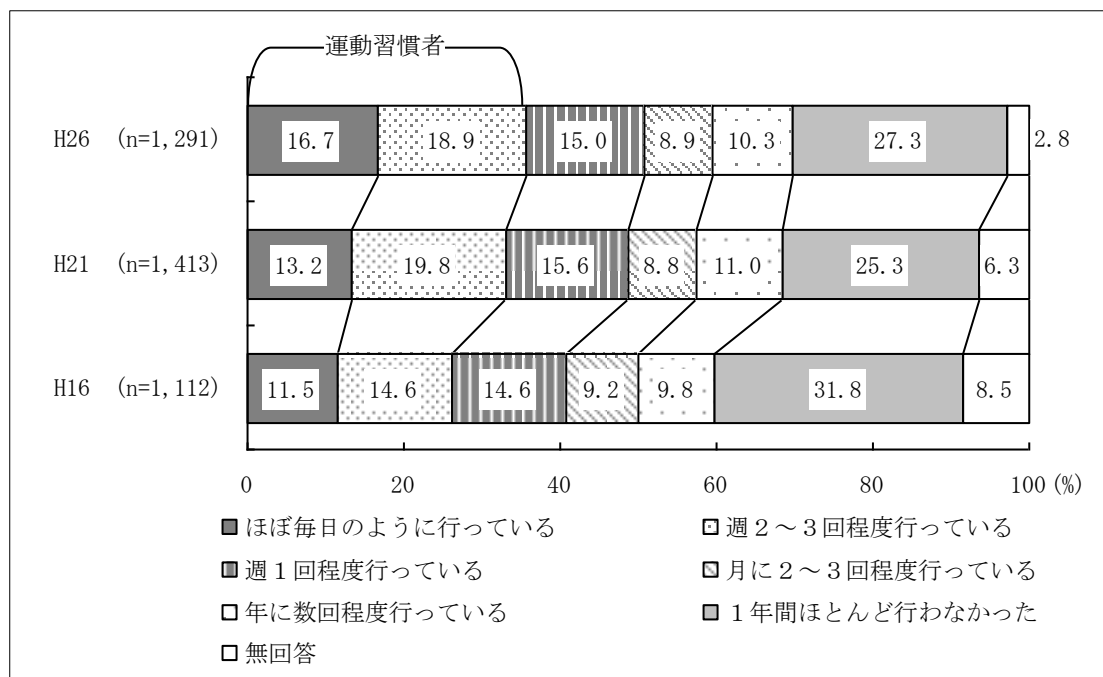 運動習慣者
H26 (n=1,291) 16.7 18.9 15.0 8.9 10.3 27.3 2.8
H21 (n=1,413) 13.2 19.8 15.6 8.8 11.0 25.3 6.3
H16 (n=1,112) 11.5 14.6 14.6 9.2 9.8 31.8 8.5
0 20 40 60 80 100 (%)
ほぼ毎日のように行っている 週2～3回程度行っている
週1回程度行っている 月に2～3回程度行っている
年に数回程度行っている 1年間ほとんど行わなかった
無回答